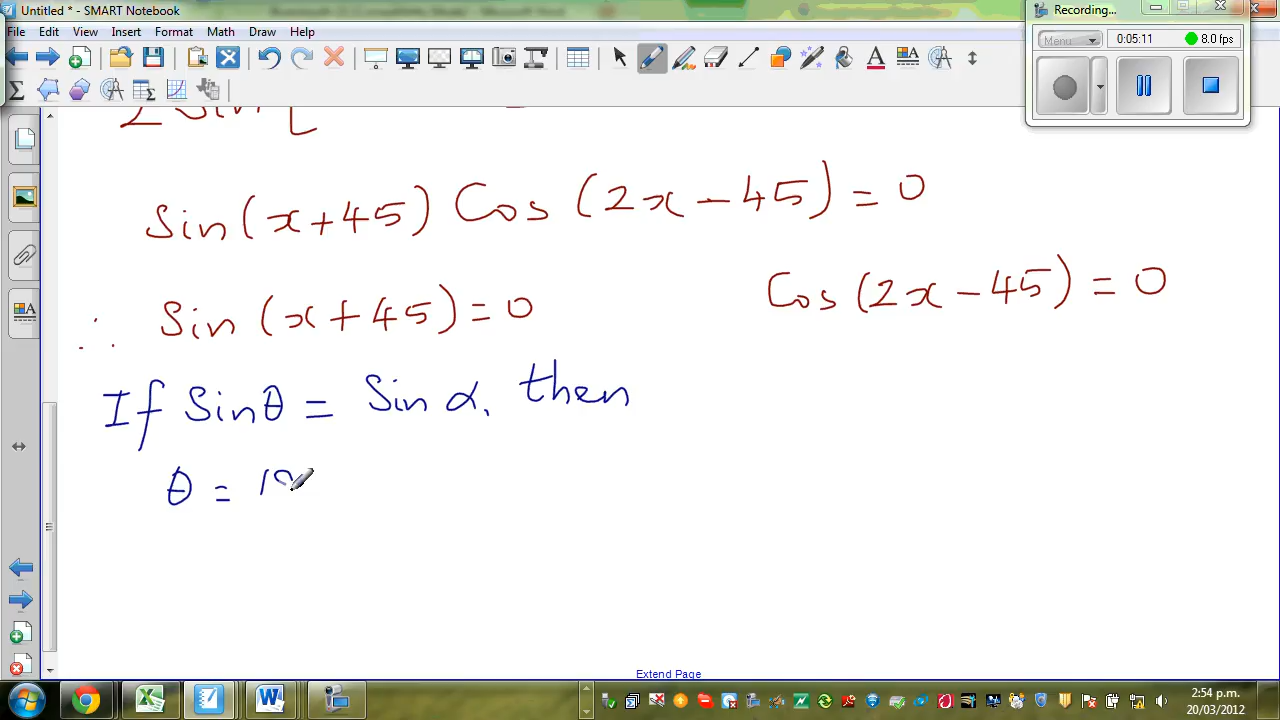 Untitled * - SMART Notebook
Recording...
File Edit View Insert Format Math Draw Help
Menu
0:05:11
8.0 fps
2 Sin [
Sin(x+45) Cos (2x-45) = 0
∴ Sin (x+45) = 0
Cos (2x-45) = 0
If Sinθ = Sin α, then
θ = 18
Extend Page
2:54 p.m.
20/03/2012